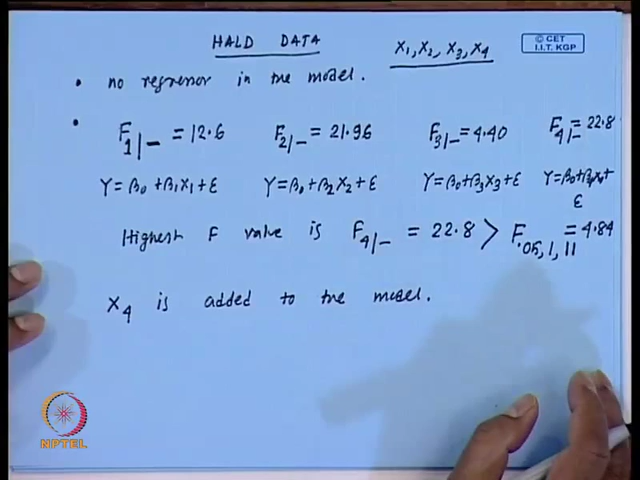 HALD DATA X1, X2, X3, X4
© CET
I.I.T. KGP
• no regressor in the model.
• F1|– = 12.6 F2|– = 21.96 F3|– = 4.40 F4|– = 22.8
Y = β0 + β1X1 + ε Y = β0 + β2X2 + ε Y = β0 + β3X3 + ε Y = β0 + β4X4 + ε
Highest F value is F4|– = 22.8 > F.05,1,11 = 4.84
X4 is added to the model.
NPTEL